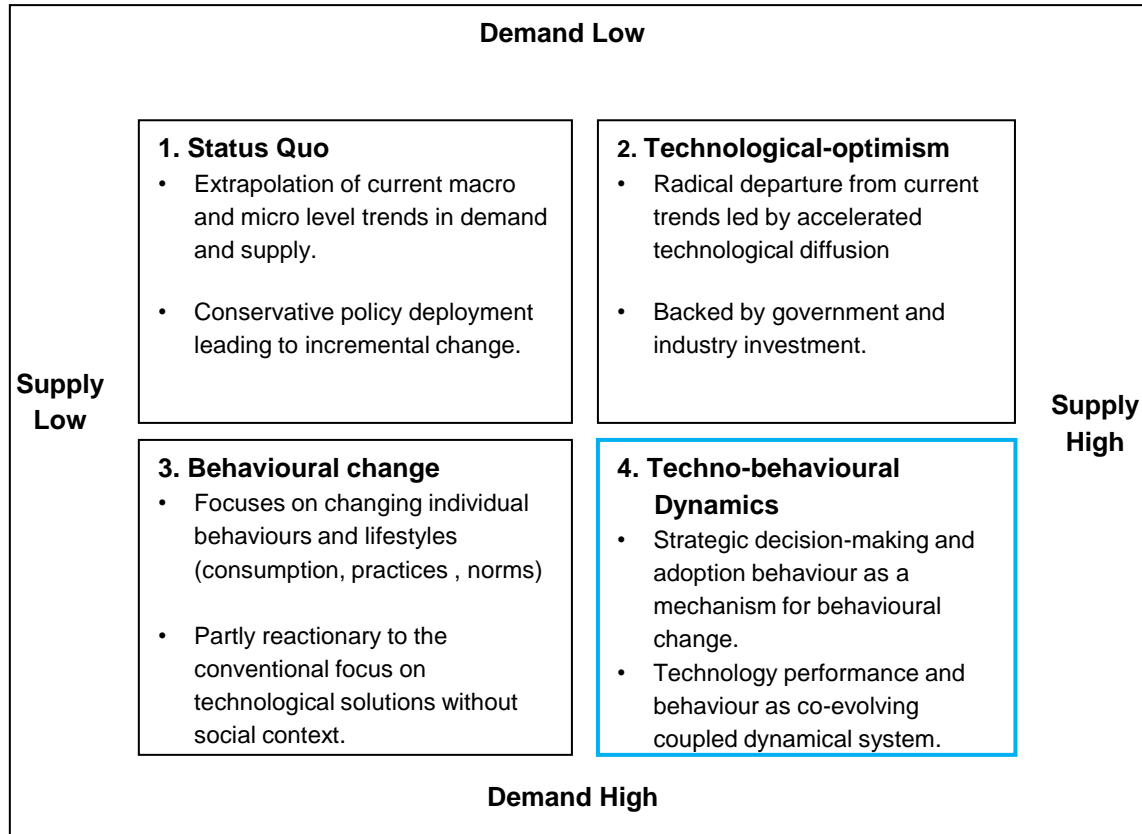 Demand Low
1. Status Quo
• Extrapolation of current macro
and micro level trends in demand
and supply.
• Conservative policy deployment
leading to incremental change.
2. Technological-optimism
• Radical departure from current
trends led by accelerated
technological diffusion
• Backed by government and
industry investment.
Supply
Low
Supply
High
3. Behavioural change
• Focuses on changing individual
behaviours and lifestyles
(consumption, practices , norms)
• Partly reactionary to the
conventional focus on
technological solutions without
social context.
4. Techno-behavioural
Dynamics
• Strategic decision-making and
adoption behaviour as a
mechanism for behavioural
change.
• Technology performance and
behaviour as co-evolving
coupled dynamical system.
Demand High